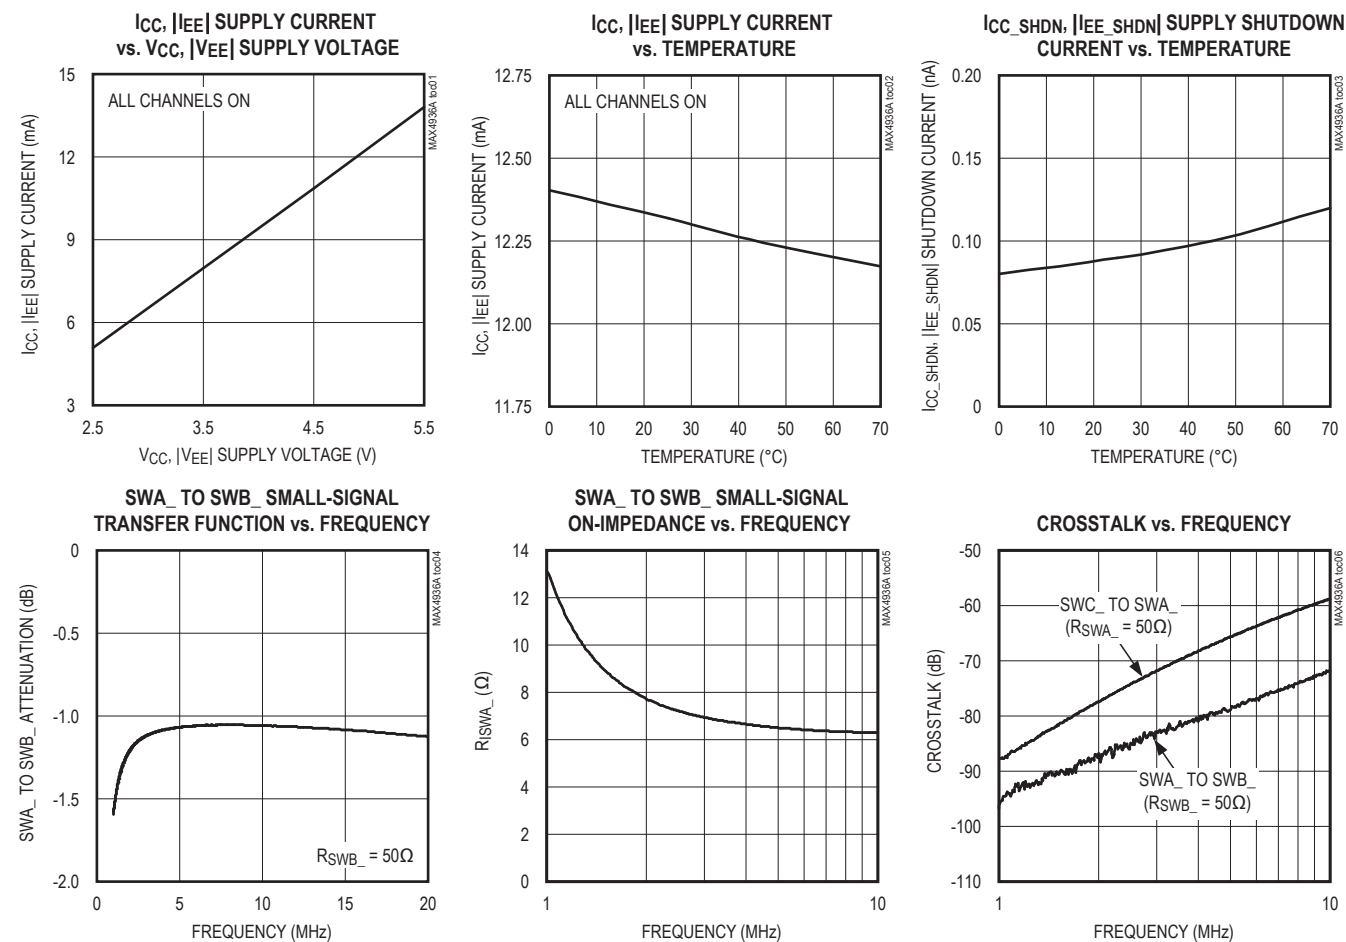 ICC, |IEE| SUPPLY CURRENT
vs. VCC, |VEE| SUPPLY VOLTAGE
15
12
9
6
3
ICC, |IEE| SUPPLY CURRENT (mA)
ALL CHANNELS ON
MAX4936A toc01
2.5 3.5 4.5 5.5
VCC, |VEE| SUPPLY VOLTAGE (V)
ICC, |IEE| SUPPLY CURRENT
vs. TEMPERATURE
12.75
12.50
12.25
12.00
11.75
ICC, |IEE| SUPPLY CURRENT (mA)
ALL CHANNELS ON
MAX4936A toc02
0 10 20 30 40 50 60 70
TEMPERATURE (°C)
ICC_SHDN, |IEE_SHDN| SUPPLY SHUTDOWN
CURRENT vs. TEMPERATURE
0.20
0.15
0.10
0.05
0
ICC_SHDN, |IEE_SHDN| SHUTDOWN CURRENT (nA)
MAX4936A toc03
0 10 20 30 40 50 60 70
TEMPERATURE (°C)
SWA_ TO SWB_ SMALL-SIGNAL
TRANSFER FUNCTION vs. FREQUENCY
0
-0.5
-1.0
-1.5
-2.0
SWA_ TO SWB_ ATTENUATION (dB)
MAX4936A toc04
RSWB_ = 50Ω
0 5 10 15 20
FREQUENCY (MHz)
SWA_ TO SWB_ SMALL-SIGNAL
ON-IMPEDANCE vs. FREQUENCY
14
12
10
8
6
4
2
0
RISWA_ (Ω)
MAX4936A toc05
1 10
FREQUENCY (MHz)
CROSSTALK vs. FREQUENCY
-50
-60
-70
-80
-90
-100
-110
CROSSTALK (dB)
MAX4936A toc06
SWC_ TO SWA_
(RSWA_ = 50Ω)
SWA_ TO SWB_
(RSWB_ = 50Ω)
1 10
FREQUENCY (MHz)